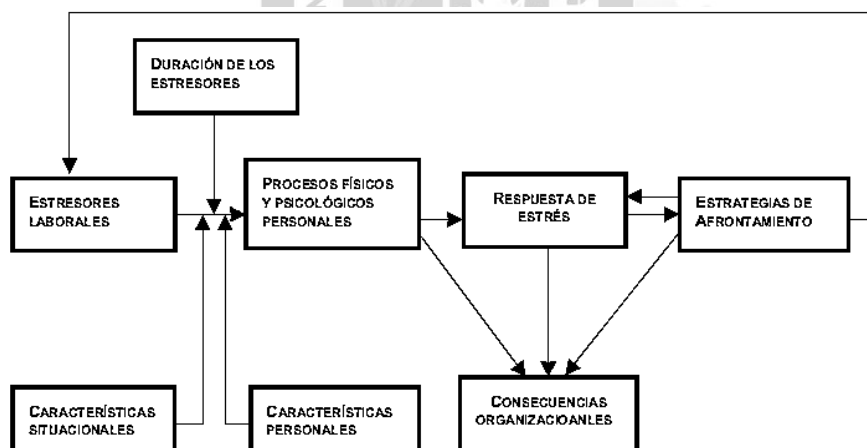 DURACIÓN DE LOS
ESTRESORES
ESTRESORES
LABORALES
PROCESOS FÍSICOS
Y PSICOLÓGICOS
PERSONALES
RESPUESTA DE
ESTRÉS
ESTRATEGIAS DE
AFRONTAMIENTO
CARACTERÍSTICAS
SITUACIONALES
CARACTERÍSTICAS
PERSONALES
CONSECUENCIAS
ORGANIZACIOANLES